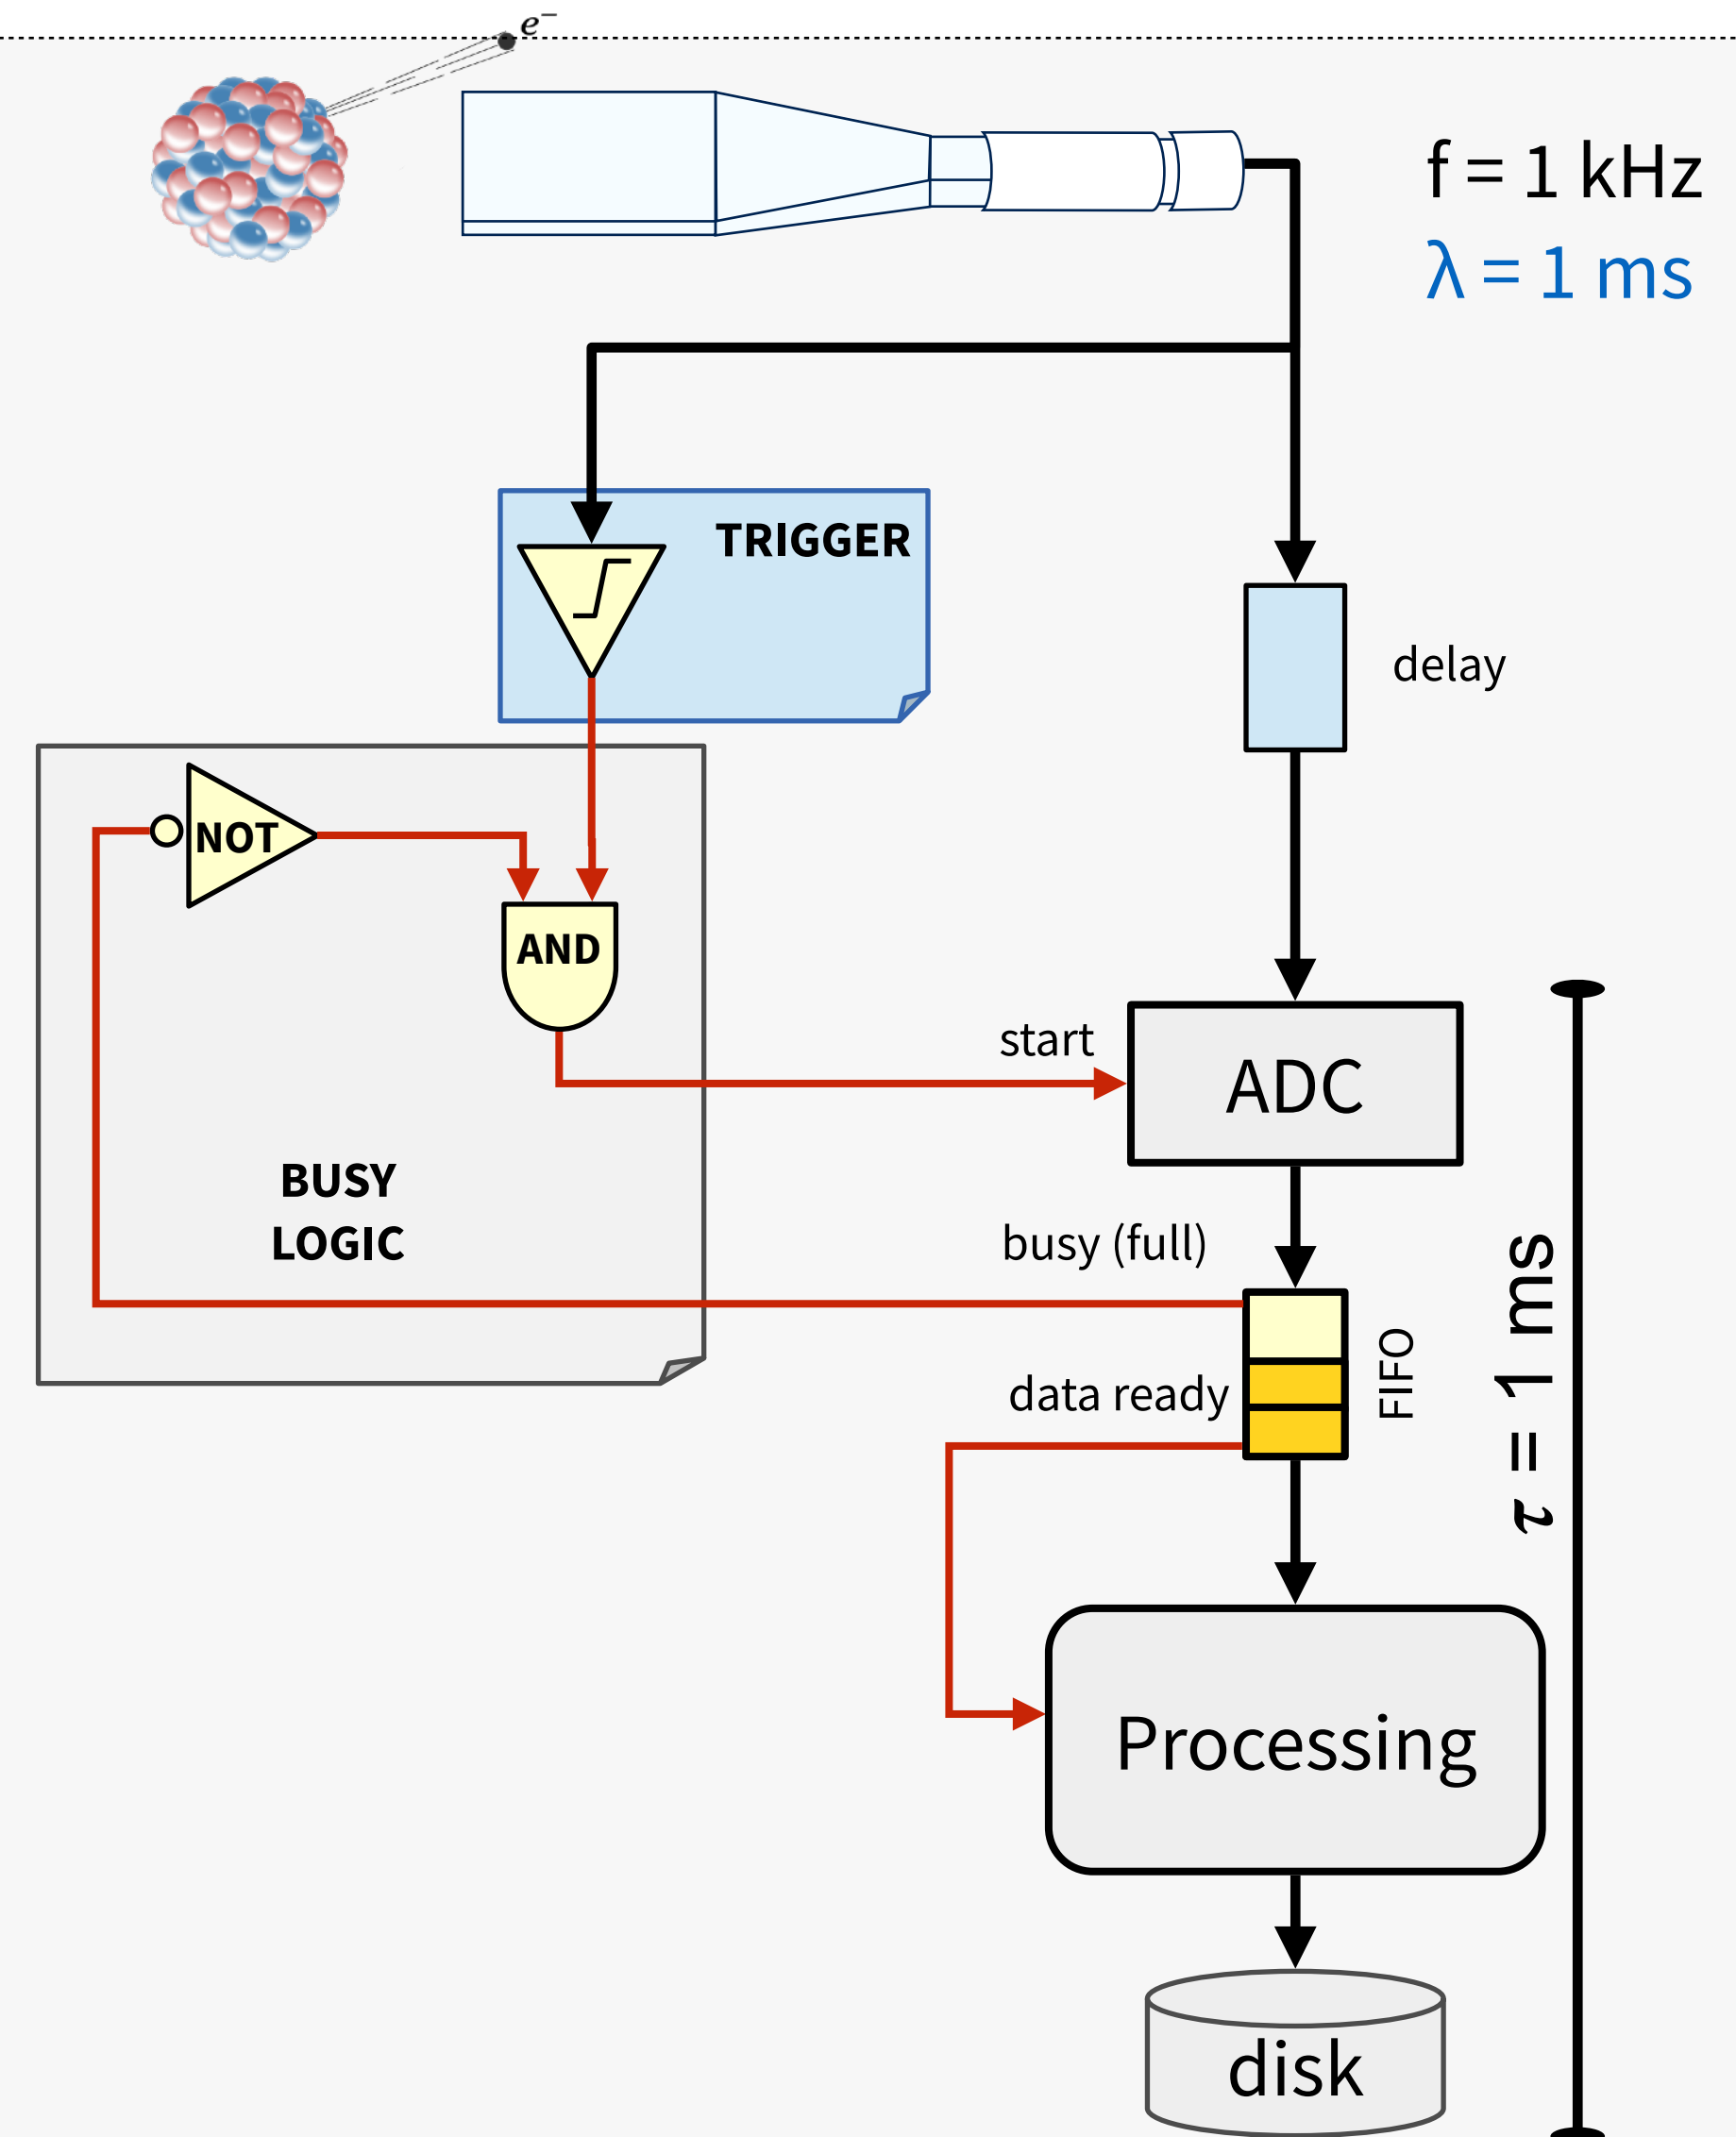 e⁻
f = 1 kHz
λ = 1 ms
TRIGGER
delay
NOT
AND
start
ADC
BUSY
LOGIC
busy (full)
FIFO
data ready
τ = 1 ms
Processing
disk